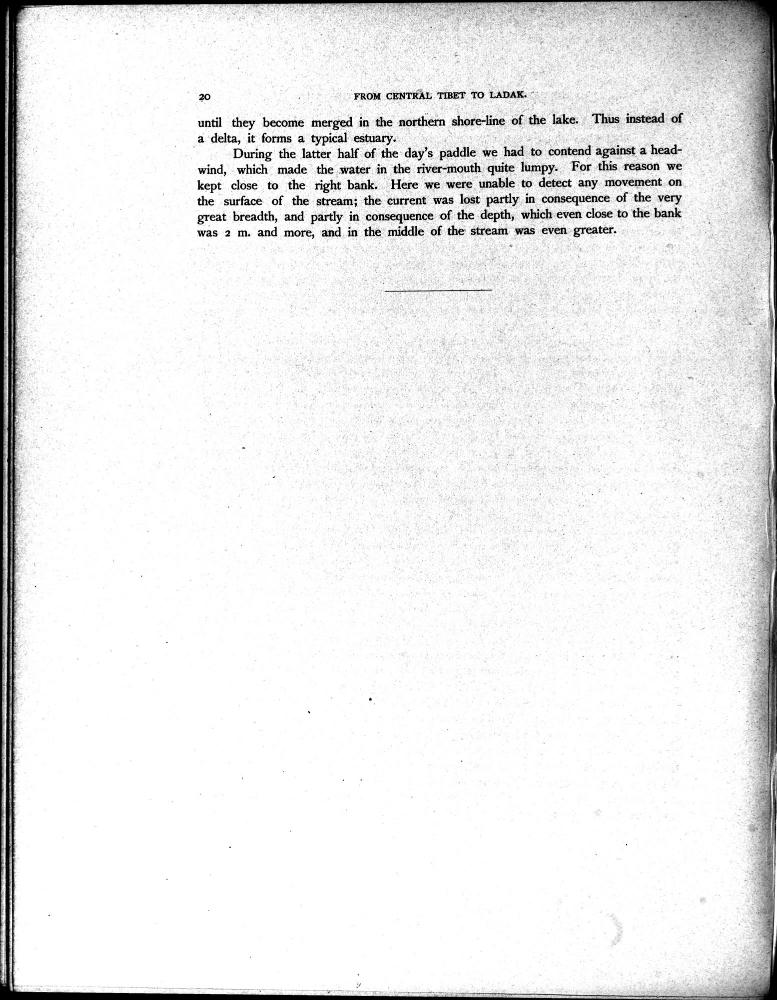 20 FROM CENTRAL TIBET TO LADAK.
until they become merged in the northern shore-line of the lake. Thus instead of
a delta, it forms a typical estuary.
During the latter half of the day's paddle we had to contend against a head-
wind, which made the water in the river-mouth quite lumpy. For this reason we
kept close to the right bank. Here we were unable to detect any movement on
the surface of the stream; the current was lost partly in consequence of the very
great breadth, and partly in consequence of the depth, which even close to the bank
was 2 m. and more, and in the middle of the stream was even greater.